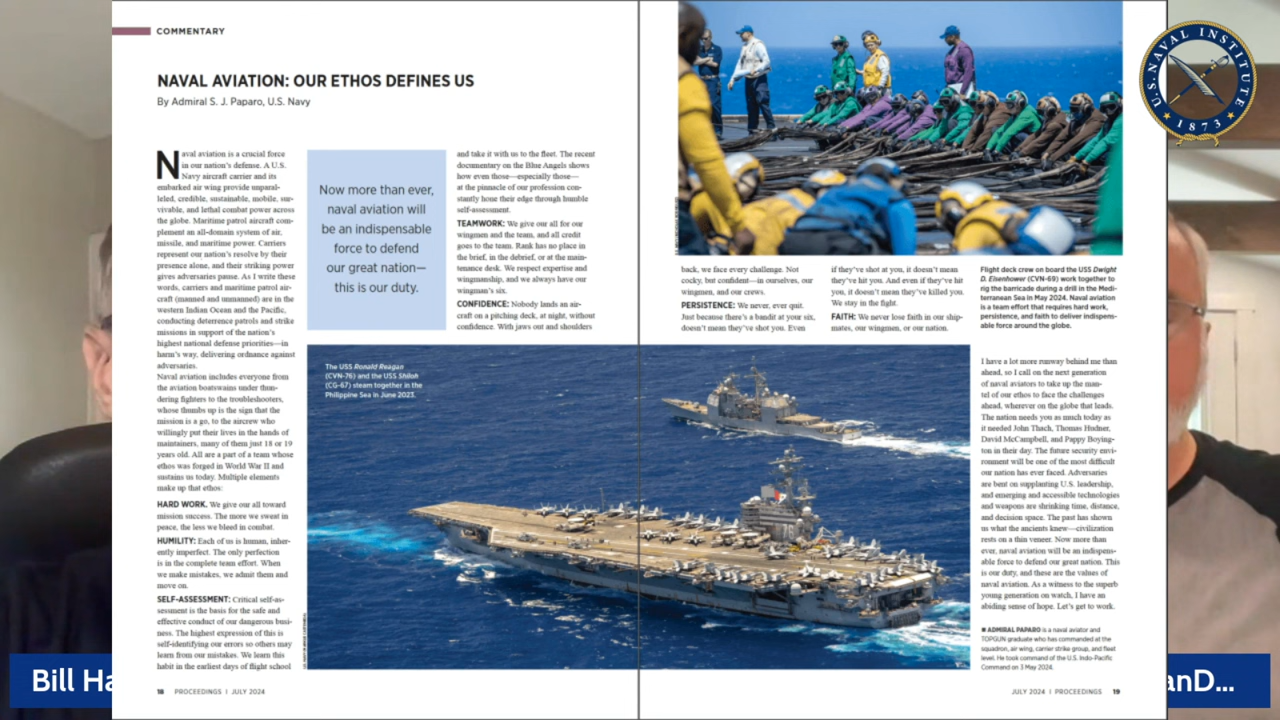 COMMENTARY
NAVAL AVIATION: OUR ETHOS DEFINES US
By Admiral S. J. Paparo, U.S. Navy
Naval aviation is a crucial force
in our nation's defense. A U.S.
Navy aircraft carrier and its
embarked air wing provide unparal-
leled, credible, sustainable, mobile, sur-
vivable, and lethal combat power across
the globe. Maritime patrol aircraft com-
plement an all-domain system of air,
missile, and maritime power. Carriers
represent our nation's resolve by their
presence alone, and their striking power
gives adversaries pause. As I write these
words, carriers and maritime patrol air-
craft (manned and unmanned) are in the
western Indian Ocean and the Pacific,
conducting deterrence patrols and strike
missions in support of the nation's
highest national defense priorities—in
harm's way, delivering ordnance against
adversaries.
Naval aviation includes everyone from
the aviation boatswains under thun-
dering fighters to the troubleshooters,
whose thumbs up is the sign that the
mission is a go, to the aircrew who
willingly put their lives in the hands of
maintainers, many of them just 18 or 19
years old. All are a part of a team whose
ethos was forged in World War II and
sustains us today. Multiple elements
make up that ethos:
HARD WORK. We give our all toward
mission success. The more we sweat in
peace, the less we bleed in combat.
HUMILITY: Each of us is human, inher-
ently imperfect. The only perfection
is in the complete team effort. When
we make mistakes, we admit them and
move on.
SELF-ASSESSMENT: Critical self-as-
sessment is the basis for the safe and
effective conduct of our dangerous busi-
ness. The highest expression of this is
self-identifying our errors so others may
learn from our mistakes. We learn this
habit in the earliest days of flight school
Now more than ever,
naval aviation will
be an indispensable
force to defend
our great nation—
this is our duty.
and take it with us to the fleet. The recent
documentary on the Blue Angels shows
how even those—especially those—
at the pinnacle of our profession con-
stantly hone their edge through humble
self-assessment.
TEAMWORK: We give our all for our
wingmen and the team, and all credit
goes to the team. Rank has no place in
the brief, in the debrief, or at the main-
tenance desk. We respect expertise and
wingmanship, and we always have our
wingman's six.
CONFIDENCE: Nobody lands an air-
craft on a pitching deck, at night, without
confidence. With jaws out and shoulders
back, we face every challenge. Not
cocky, but confident—in ourselves, our
wingmen, and our crews.
PERSISTENCE: We never, ever quit.
Just because there's a bandit at your six,
doesn't mean they've shot you. Even
if they've shot at you, it doesn't mean
they've hit you. And even if they've hit
you, it doesn't mean they've killed you.
We stay in the fight.
FAITH: We never lose faith in our ship-
mates, our wingmen, or our nation.
Flight deck crew on board the USS Dwight
D. Eisenhower (CVN-69) work together to
rig the barricade during a drill in the Medi-
terranean Sea in May 2024. Naval aviation
is a team effort that requires hard work,
persistence, and faith to deliver indispens-
able force around the globe.
The USS Ronald Reagan
(CVN-76) and the USS Shiloh
(CG-67) steam together in the
Philippine Sea in June 2023.
I have a lot more runway behind me than
ahead, so I call on the next generation
of naval aviators to take up the man-
tel of our ethos to face the challenges
ahead, wherever on the globe that leads.
The nation needs you as much today as
it needed John Thach, Thomas Hudner,
David McCampbell, and Pappy Boying-
ton in their day. The future security envi-
ronment will be one of the most difficult
our nation has ever faced. Adversaries
are bent on supplanting U.S. leadership,
and emerging and accessible technologies
and weapons are shrinking time, distance,
and decision space. The past has shown
us what the ancients knew—civilization
rests on a thin veneer. Now more than
ever, naval aviation will be an indispens-
able force to defend our great nation. This
is our duty, and these are the values of
naval aviation. As a witness to the superb
young generation on watch, I have an
abiding sense of hope. Let's get to work.
■ ADMIRAL PAPARO is a naval aviator and
TOPGUN graduate who has commanded at the
squadron, air wing, carrier strike group, and fleet
level. He took command of the U.S. Indo-Pacific
Command on 3 May 2024.
18 PROCEEDINGS | JULY 2024
JULY 2024 | PROCEEDINGS 19
U.S. NAVAL INSTITUTE
1873
Bill Ha
anD...